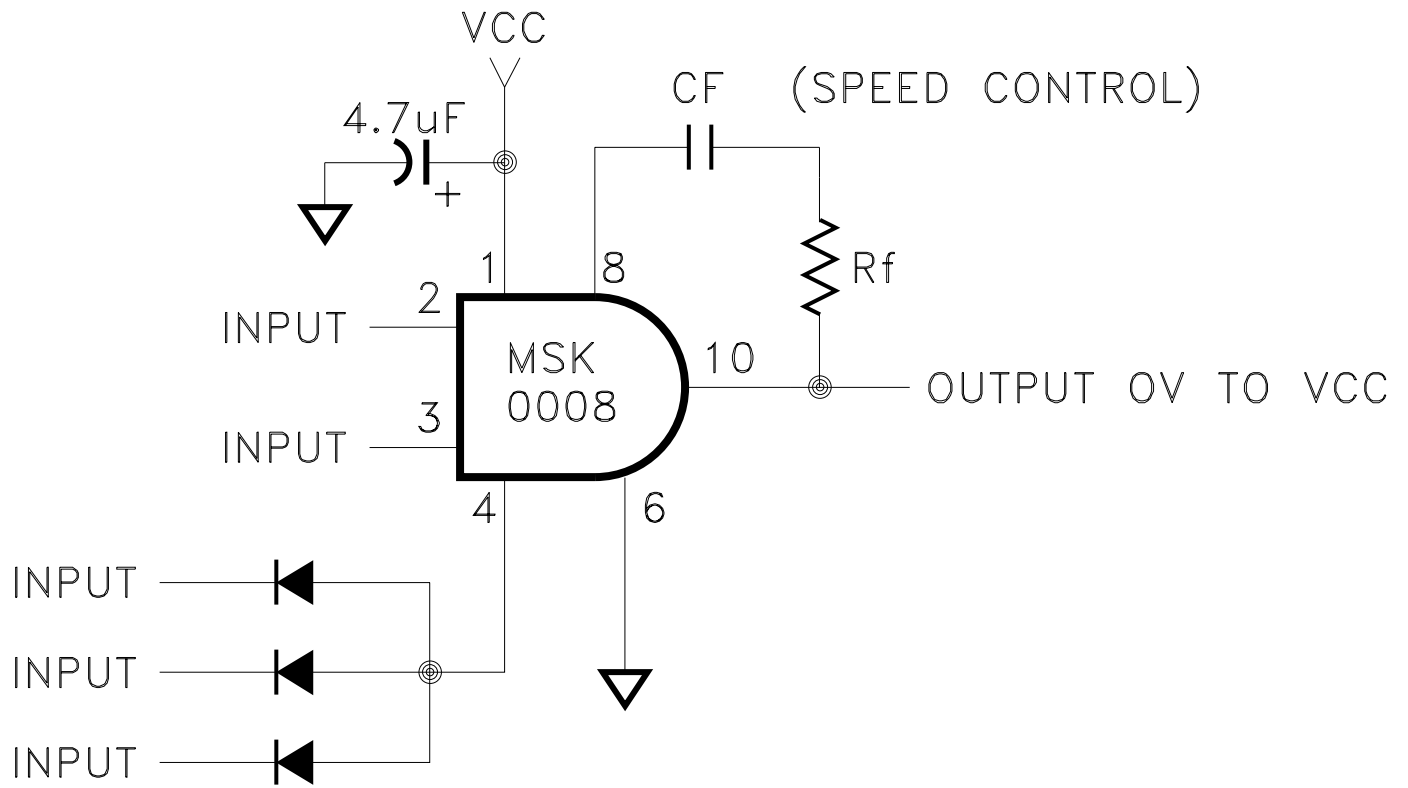 VCC
CF (SPEED CONTROL)
4.7uF
+
1
8
Rf
2
INPUT
MSK
0008
10
OUTPUT 0V TO VCC
3
INPUT
4
6
INPUT
INPUT
INPUT